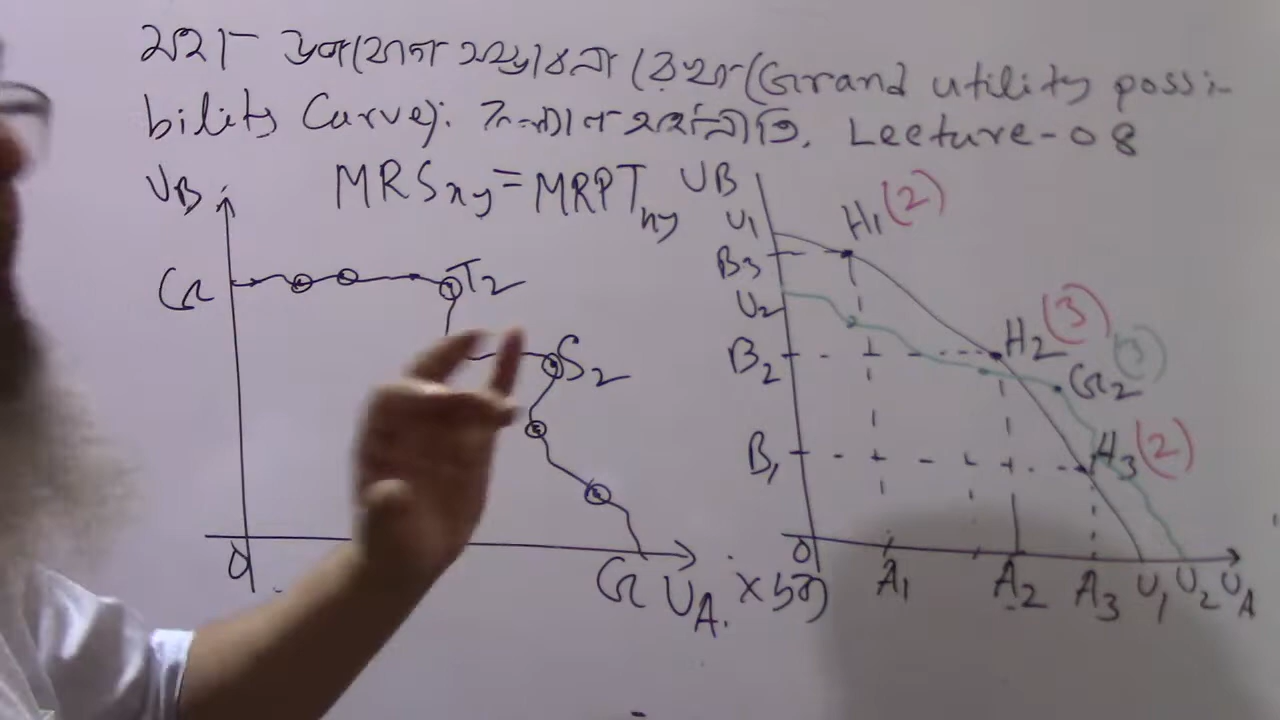 মহা উপযোগ সম্ভাবনা রেখা (Grand utility possi-
bility Curve): কল্যাণ অর্থনীতি. Lecture-08
MRSxy = MRPTxy
UB
G
T2
S2
O
G
UA.
UB
U1
H1 (2)
B3
U2
B2
H2 (3)
G2 (3)
B1
H3 (2)
O
A1
A2
A3
U1
U2
UA